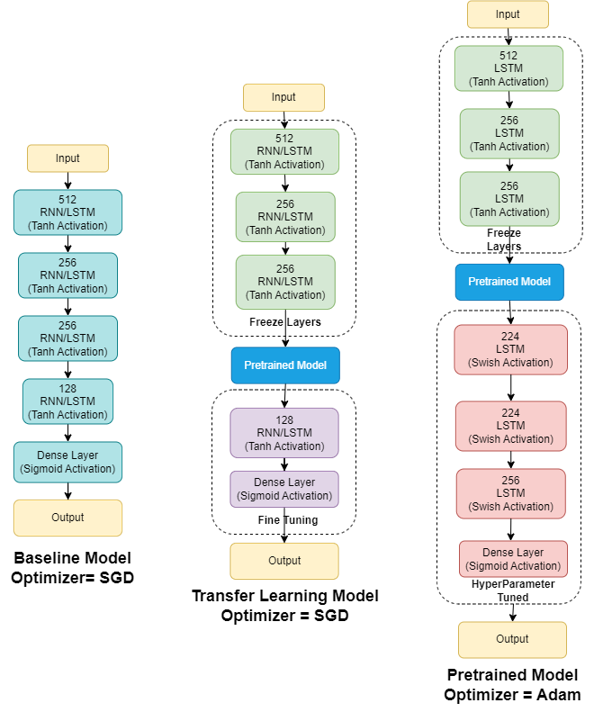 Input
512
RNN/LSTM
(Tanh Activation)
256
RNN/LSTM
(Tanh Activation)
256
RNN/LSTM
(Tanh Activation)
128
RNN/LSTM
(Tanh Activation)
Dense Layer
(Sigmoid Activation)
Output
Baseline Model
Optimizer= SGD
Input
512
RNN/LSTM
(Tanh Activation)
256
RNN/LSTM
(Tanh Activation)
256
RNN/LSTM
(Tanh Activation)
Freeze Layers
Pretrained Model
128
RNN/LSTM
(Tanh Activation)
Dense Layer
(Sigmoid Activation)
Fine Tuning
Output
Transfer Learning Model
Optimizer = SGD
Input
512
LSTM
(Tanh Activation)
256
LSTM
(Tanh Activation)
256
LSTM
(Tanh Activation)
Freeze
Layers
Pretrained Model
224
LSTM
(Swish Activation)
224
LSTM
(Swish Activation)
256
LSTM
(Swish Activation)
Dense Layer
(Sigmoid Activation)
HyperParameter
Tuned
Output
Pretrained Model
Optimizer = Adam